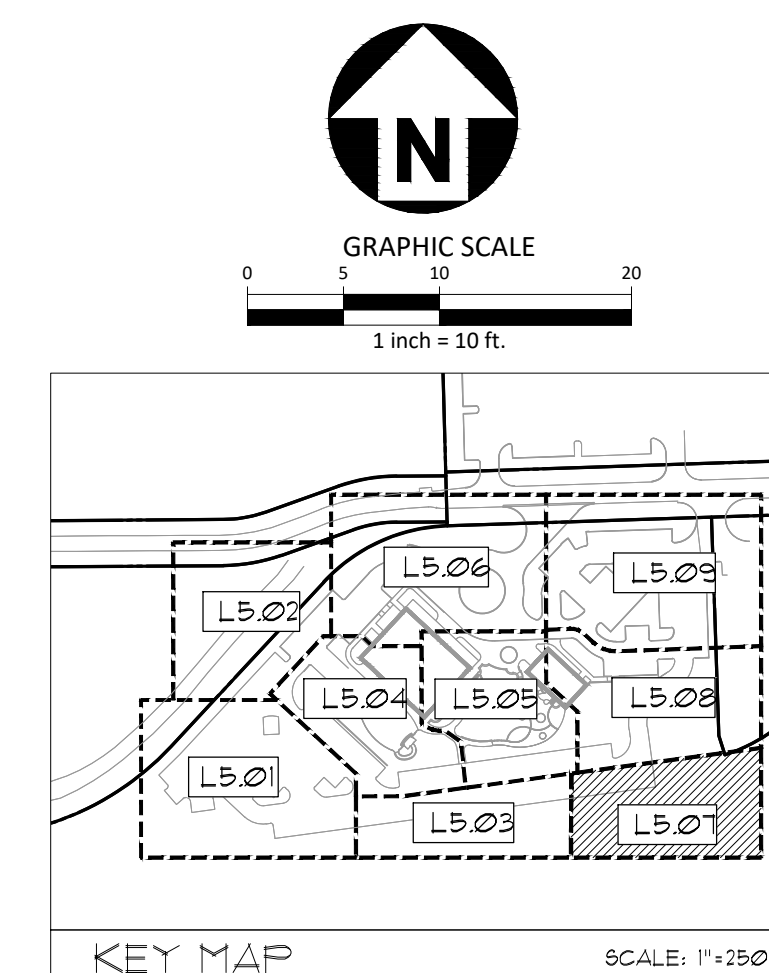 N
GRAPHIC SCALE
0 5 10 20
1 inch = 10 ft.
L5.06
L5.09
L5.02
L5.04
L5.05
L5.08
L5.01
L5.03
L5.07
KEY MAP
SCALE: 1"=250